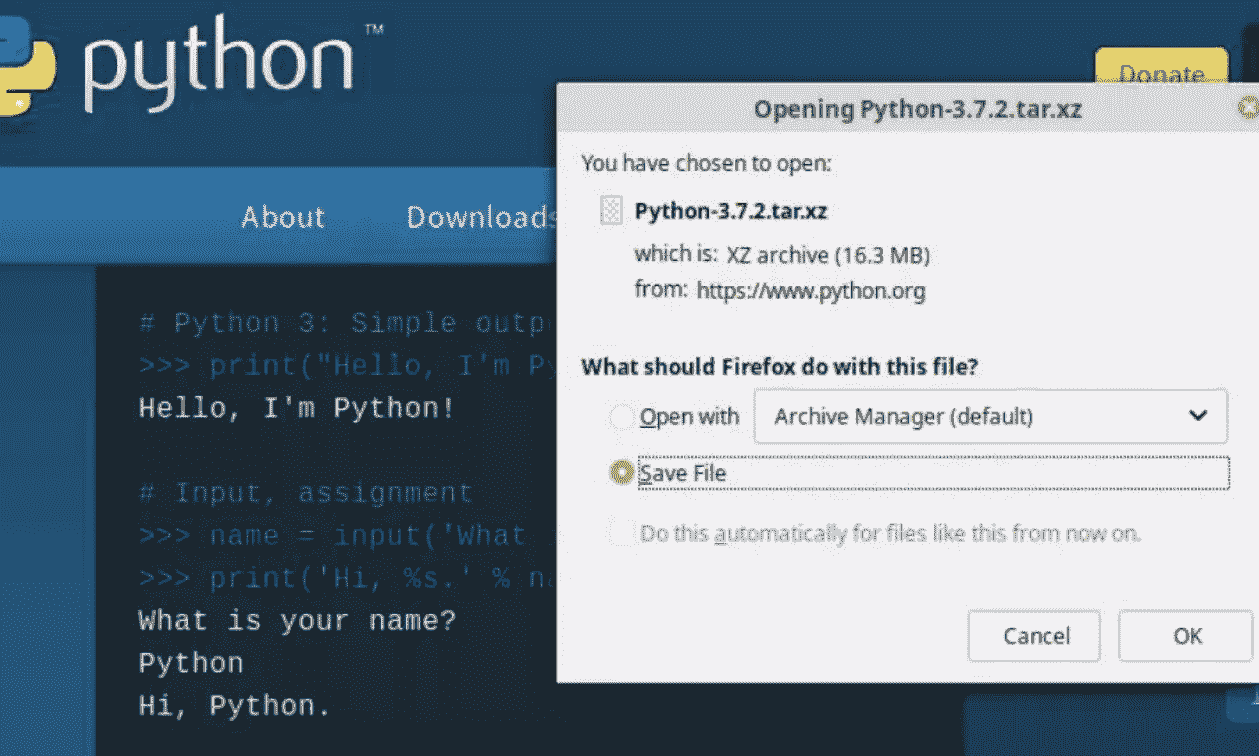 python™
Donate
About Downloads
# Python 3: Simple outp
>>> print("Hello, I'm P
Hello, I'm Python!
# Input, assignment
>>> name = input('What
>>> print('Hi, %s.' % n
What is your name?
Python
Hi, Python.
Opening Python-3.7.2.tar.xz
You have chosen to open:
Python-3.7.2.tar.xz
which is: XZ archive (16.3 MB)
from: https://www.python.org
What should Firefox do with this file?
Open with Archive Manager (default)
Save File
Do this automatically for files like this from now on.
Cancel OK